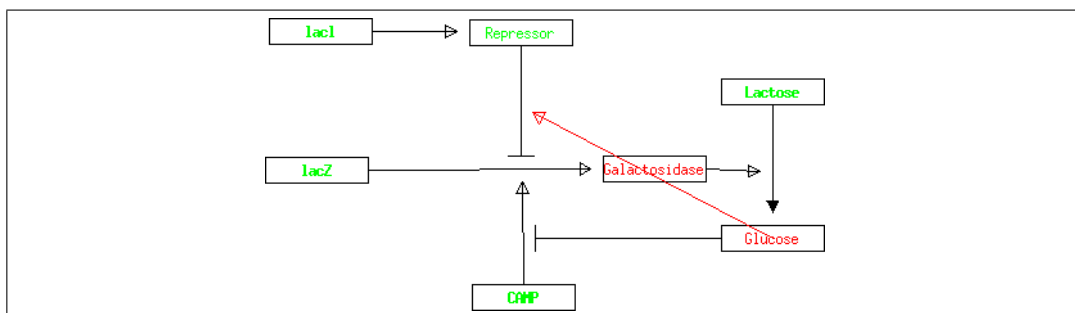 lacI
Repressor
Lactose
lacZ
Galactosidase
Glucose
CAMP